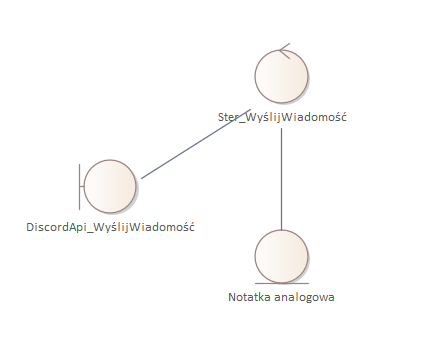 Ster_WyślijWiadomość
DiscordApi_WyślijWiadomość
Notatka analogowa